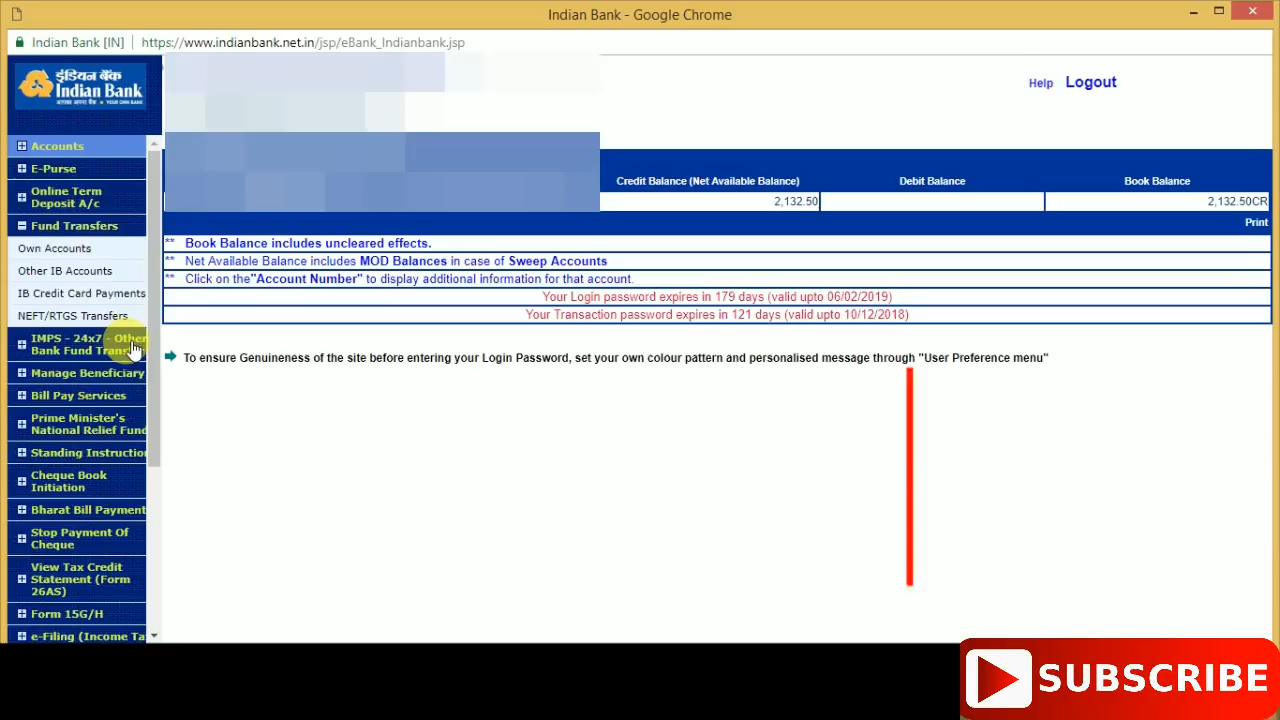 Indian Bank - Google Chrome
Indian Bank [IN] https://www.indianbank.net.in/jsp/eBank_Indianbank.jsp
इंडियन बैंक
Indian Bank
Help Logout
Accounts
E-Purse
Online Term
Deposit A/c
Fund Transfers
Own Accounts
Other IB Accounts
IB Credit Card Payments
NEFT/RTGS Transfers
IMPS - 24x7 - Other
Bank Fund
Manage Beneficiary
Bill Pay Services
Prime Minister's
National Relief Fund
Standing Instruction
Cheque Book
Initiation
Bharat Bill Payment
Stop Payment Of
Cheque
View Tax Credit
Statement (Form
26AS)
Form 15G/H
e-Filing (Income Ta
Credit Balance (Net Available Balance) Debit Balance Book Balance
2,132.50 2,132.50CR
Print
** Book Balance includes uncleared effects.
** Net Available Balance includes MOD Balances in case of Sweep Accounts
** Click on the"Account Number" to display additional information for that account.
Your Login password expires in 179 days (valid upto 06/02/2019)
Your Transaction password expires in 121 days (valid upto 10/12/2018)
To ensure Genuineness of the site before entering your Login Password, set your own colour pattern and personalised message through "User Preference menu"
SUBSCRIBE